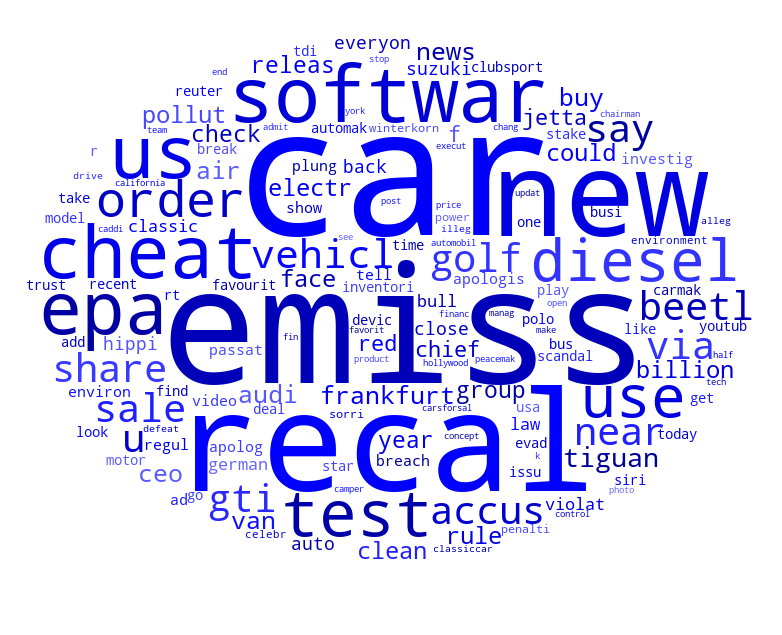 everyon
tdi
news
stop
releas
suzuki
clubsport
end
reuter
softwar
buy
pollut
york
jetta
chairman
team
check
admit
automak
winterkorn
f
chang
stake
say
r
us
break
can
execut
could
investig
air
plung
back
new
drive
california
electr
updat
take
order
show
post
price
power
one
busi
alleg
model
classic
caddi
illeg
cheat
vehicl
see
time
automobil
golf
diesel
environment
trust
recent
rt
favourit
face
tell
inventori
apologis
play
open
carmak
epa
emiss
bull
beetl
add
hippi
devic
close
financ
manag
polo
make
like
youtub
fin
favorit
red
chief
bus
via
passat
share
product
hollywood
peacemak
scandal
billion
half
tech
environ
find
video
audi
frankfurt
group
use
get
sale
deal
sorri
carsforsal
usa
look
defeat
u
regul
recal
year
concept
law
near
today
apolog
evad
motor
german
star
breach
k
issu
tiguan
ceo
siri
ad
go
gti
camper
photo
van
test
accus
violat
control
celebr
auto
clean
classiccar
rule
penalti